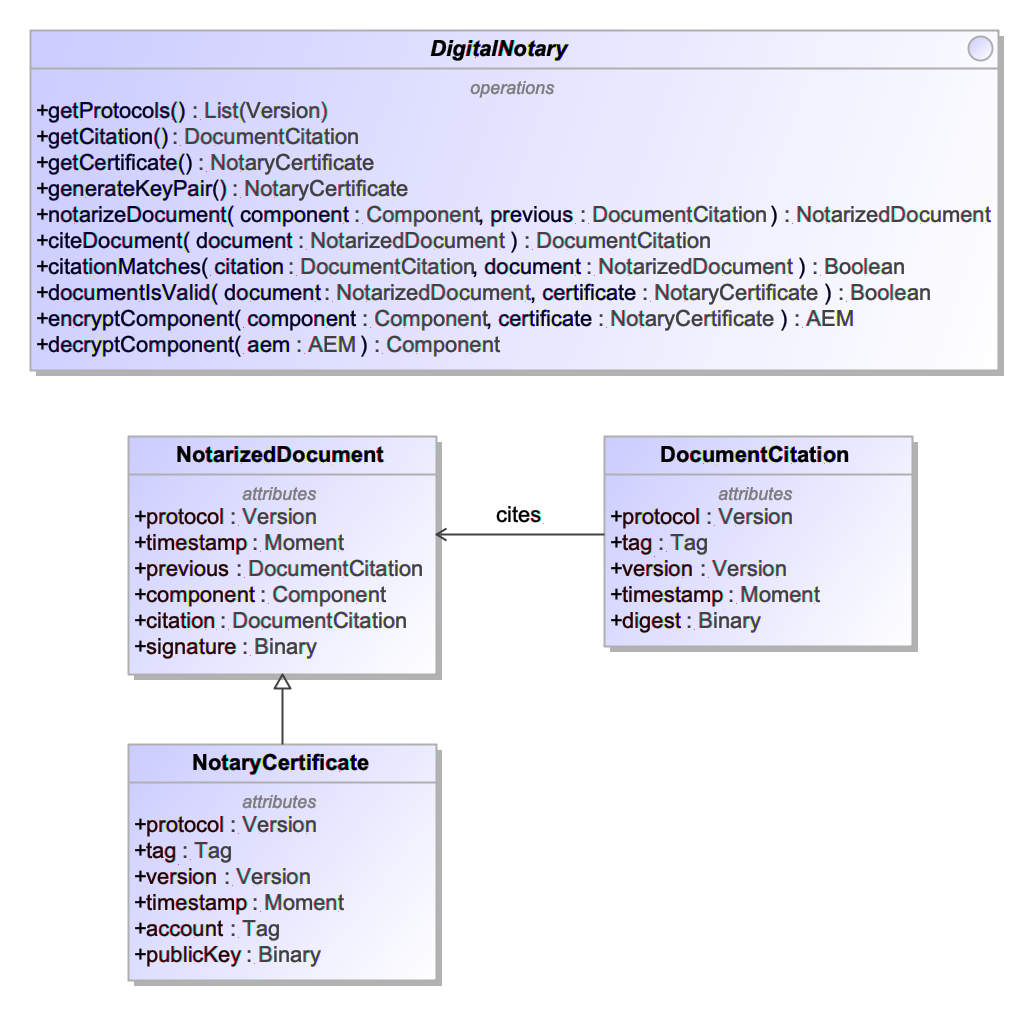 DigitalNotary
operations
+getProtocols() : List(Version)
+getCitation() : DocumentCitation
+getCertificate() : NotaryCertificate
+generateKeyPair() : NotaryCertificate
+notarizeDocument( component : Component, previous : DocumentCitation ) : NotarizedDocument
+citeDocument( document : NotarizedDocument ) : DocumentCitation
+citationMatches( citation : DocumentCitation, document : NotarizedDocument ) : Boolean
+documentIsValid( document : NotarizedDocument, certificate : NotaryCertificate ) : Boolean
+encryptComponent( component : Component, certificate : NotaryCertificate ) : AEM
+decryptComponent( aem : AEM ) : Component
NotarizedDocument
attributes
+protocol : Version
+timestamp : Moment
+previous : DocumentCitation
+component : Component
+citation : DocumentCitation
+signature : Binary
cites
DocumentCitation
attributes
+protocol : Version
+tag : Tag
+version : Version
+timestamp : Moment
+digest : Binary
NotaryCertificate
attributes
+protocol : Version
+tag : Tag
+version : Version
+timestamp : Moment
+account : Tag
+publicKey : Binary